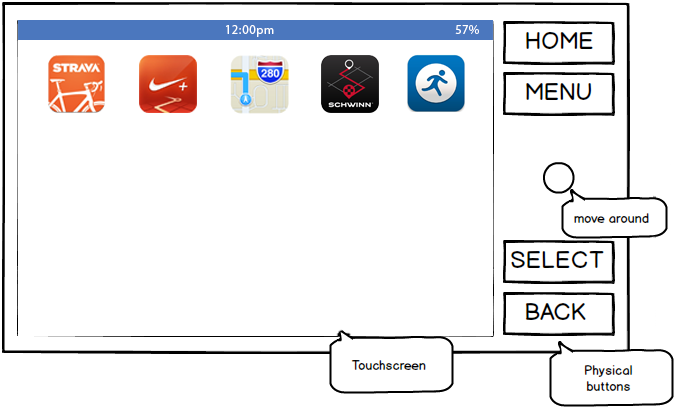 12:00pm 57%
HOME
STRAVA
280
SCHWINN
MENU
move around
SELECT
BACK
Touchscreen
Physical
buttons